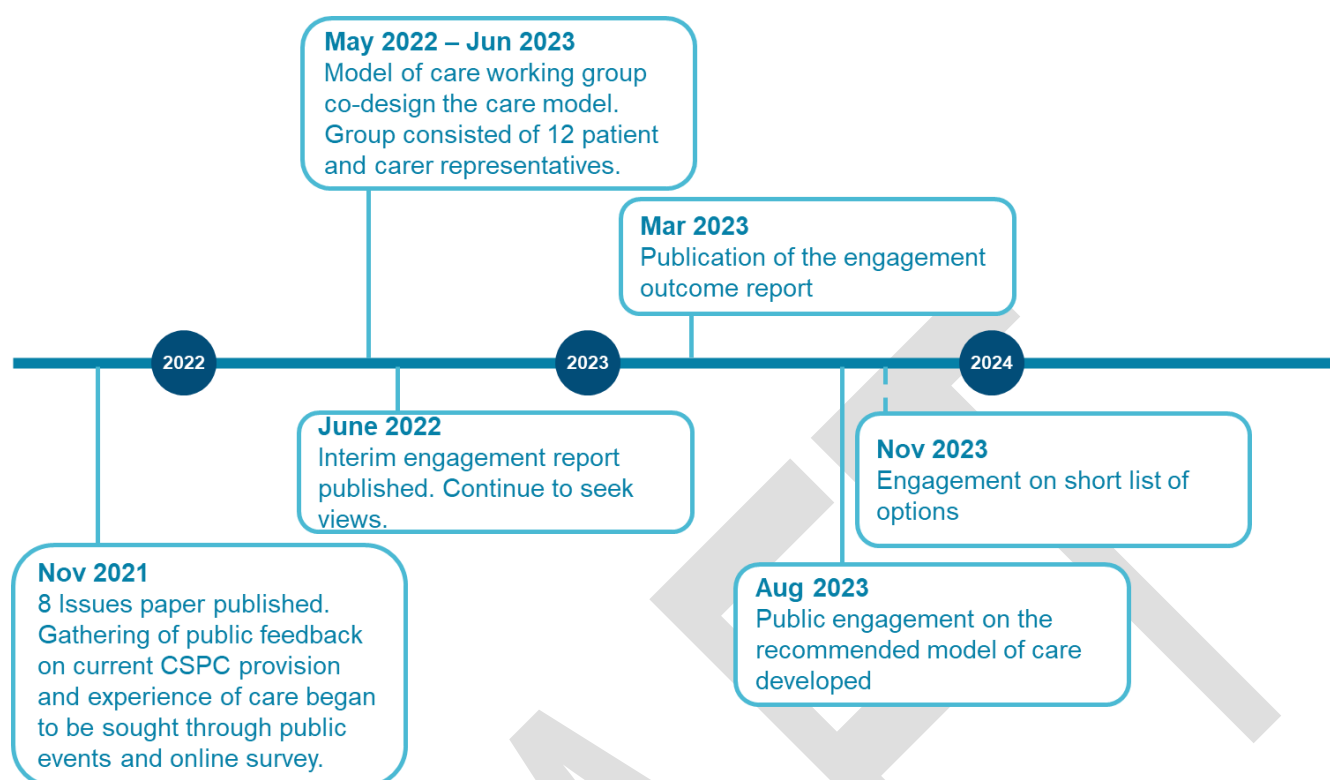 May 2022 – Jun 2023
Model of care working group
co-design the care model.
Group consisted of 12 patient
and carer representatives.
Mar 2023
Publication of the engagement
outcome report
2022
2023
2024
June 2022
Interim engagement report
published. Continue to seek
views.
Nov 2023
Engagement on short list of
options
Nov 2021
8 Issues paper published.
Gathering of public feedback
on current CSPC provision
and experience of care began
to be sought through public
events and online survey.
Aug 2023
Public engagement on the
recommended model of care
developed